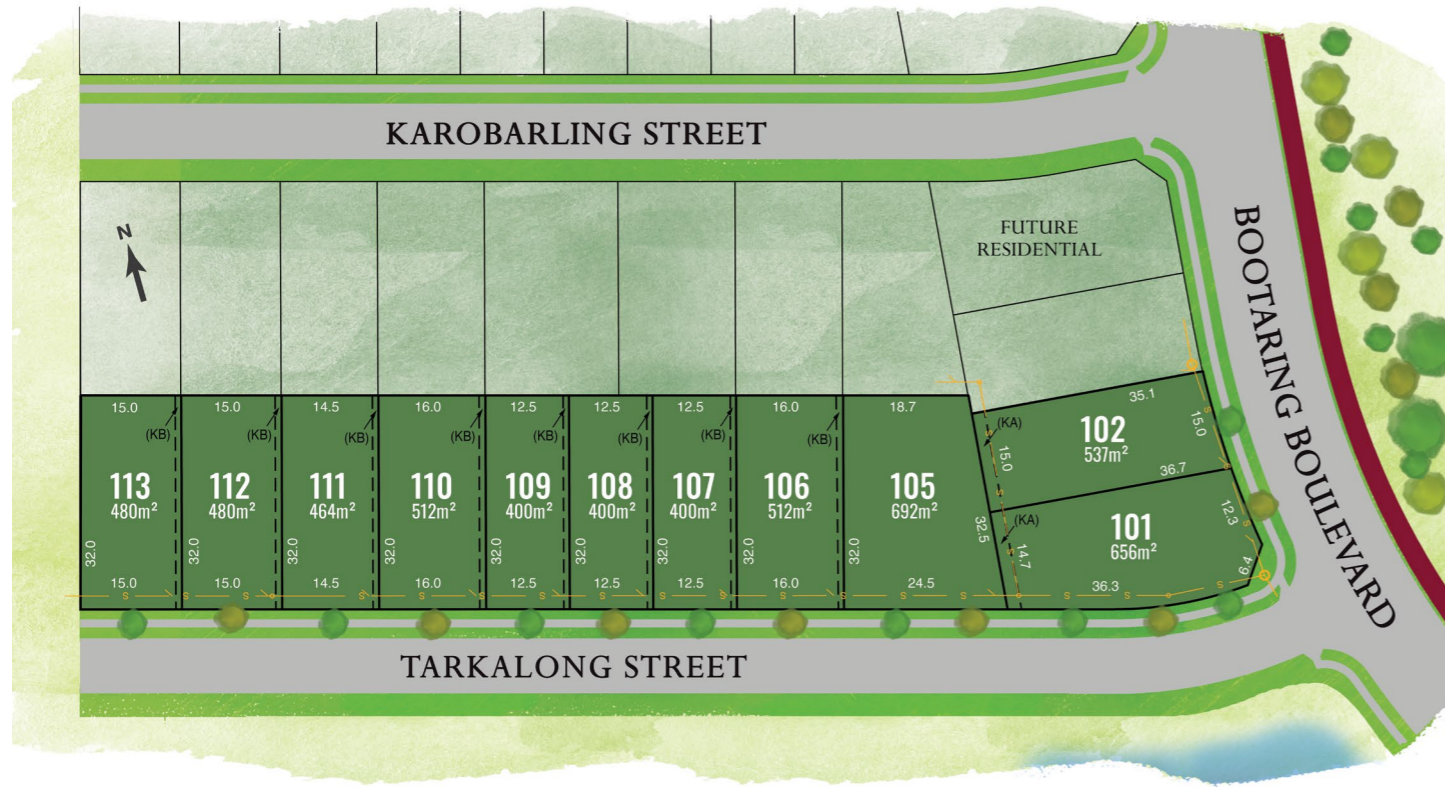 KAROBARLING STREET
BOOTARING BOULEVARD
N
FUTURE
RESIDENTIAL
15.0
(KB)
113
480m²
32.0
15.0
S
15.0
(KB)
112
480m²
32.0
15.0
S
S
14.5
(KB)
111
464m²
32.0
14.5
S
S
16.0
(KB)
110
512m²
32.0
16.0
S
S
12.5
(KB)
109
400m²
32.0
12.5
S
S
12.5
(KB)
108
400m²
32.0
12.5
S
12.5
(KB)
107
400m²
32.0
12.5
S
S
16.0
(KB)
106
512m²
32.0
16.0
S
S
18.7
105
692m²
32.0
32.5
24.5
S
S
S
35.1
(KA)
102
537m²
15.0
15.0
S
S
S
36.7
(KA)
101
656m²
14.7
12.3
6.4
36.3
S
S
S
S
S
TARKALONG STREET